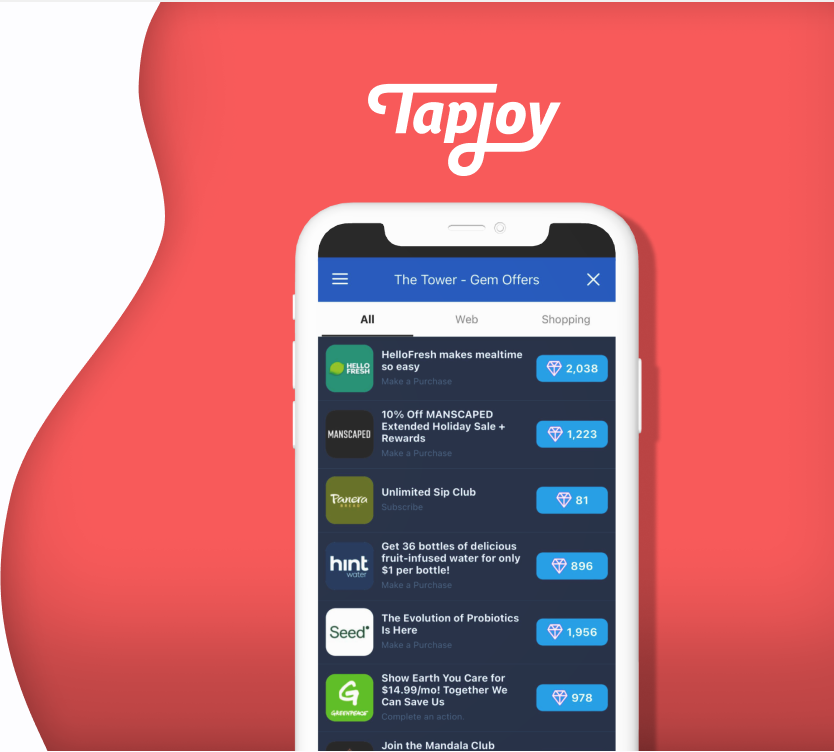 Tapjoy
The Tower - Gem Offers
All
Web
Shopping
HELLO
FRESH
HelloFresh makes mealtime
so easy
Make a Purchase
2,038
MANSCAPED
10% Off MANSCAPED
Extended Holiday Sale +
Rewards
Make a Purchase
1,223
Panera
BREAD
Unlimited Sip Club
Subscribe
81
hint
water
Get 36 bottles of delicious
fruit-infused water for only
$1 per bottle!
Make a Purchase
896
Seed
The Evolution of Probiotics
Is Here
Make a Purchase
1,956
G
GREENPEACE
Show Earth You Care for
$14.99/mo! Together We
Can Save Us
Complete an action.
978
Join the Mandala Club